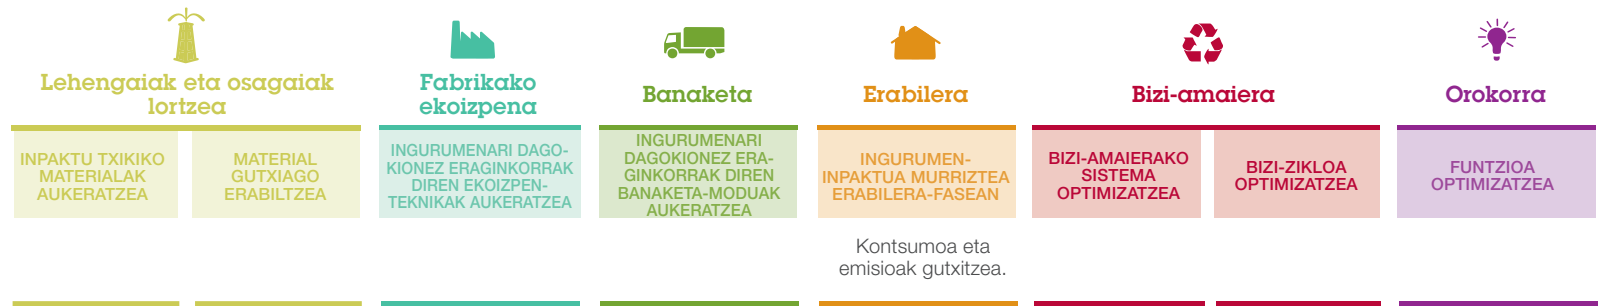 Lehengaiak eta osagaiak
lortzea
Fabrikako
ekoizpena
Banaketa
Erabilera
Bizi-amaiera
Orokorra
INPAKTU TXIKIKO
MATERIALAK
AUKERATZEA
MATERIAL
GUTXIAGO
ERABILTZEA
INGURUMENARI DAGO-
KIONEZ ERAGINKORRAK
DIREN EKOIZPEN-
TEKNIKAK AUKERATZEA
INGURUMENARI
DAGOKIONEZ ERA-
GINKORRAK DIREN
BANAKETA-MODUAK
AUKERATZEA
INGURUMEN-
INPAKTUA MURRIZTEA
ERABILERA-FASEAN
BIZI-AMAIERAKO
SISTEMA
OPTIMIZATZEA
BIZI-ZIKLOA
OPTIMIZATZEA
FUNTZIOA
OPTIMIZATZEA
Kontsumoa eta
emisioak gutxitzea.